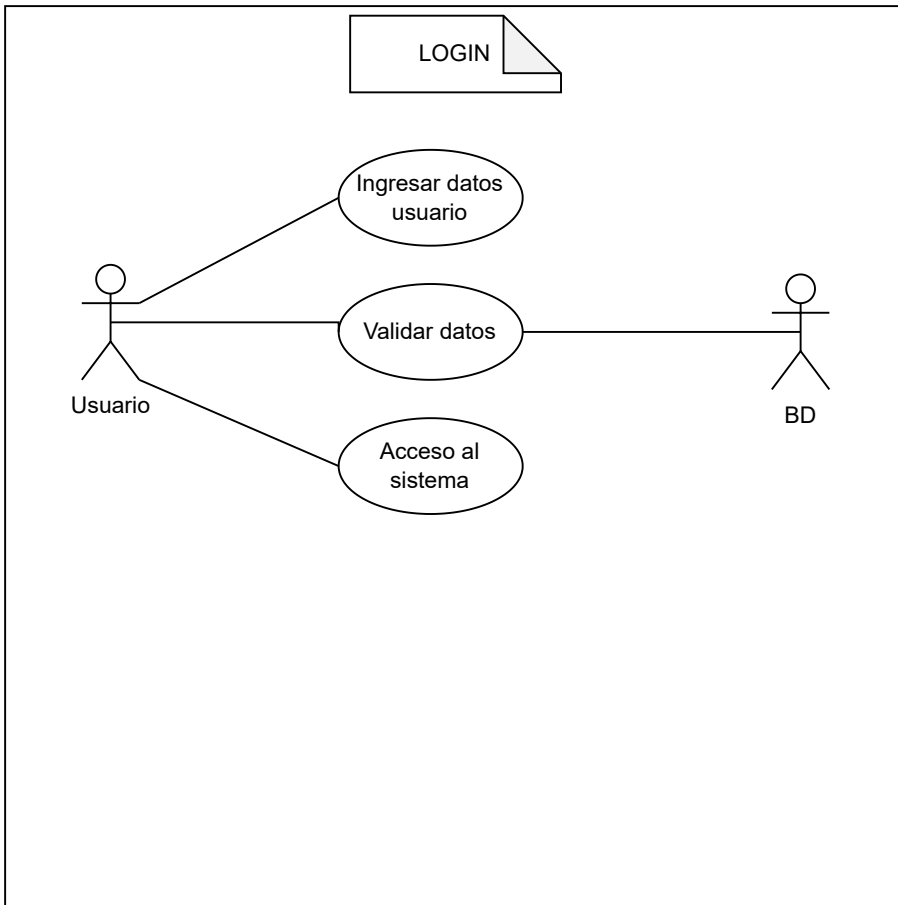 LOGIN
Ingresar datos
usuario
Validar datos
Usuario
BD
Acceso al
sistema